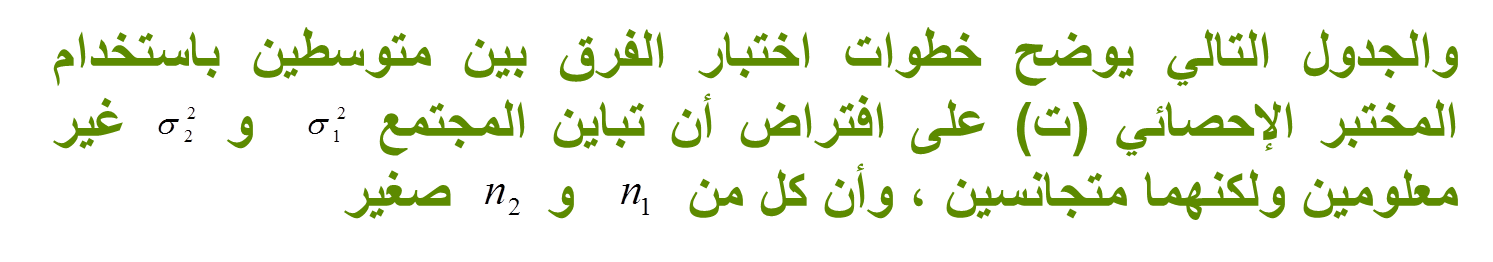 والجدول التالي يوضح خطوات اختبار الفرق بين متوسطين باستخدام
المختبر الإحصائي (ت) على افتراض أن تباين المجتمع σ₁² و σ₂² غير
معلومين ولكنهما متجانسين ، وأن كل من n₁ و n₂ صغير